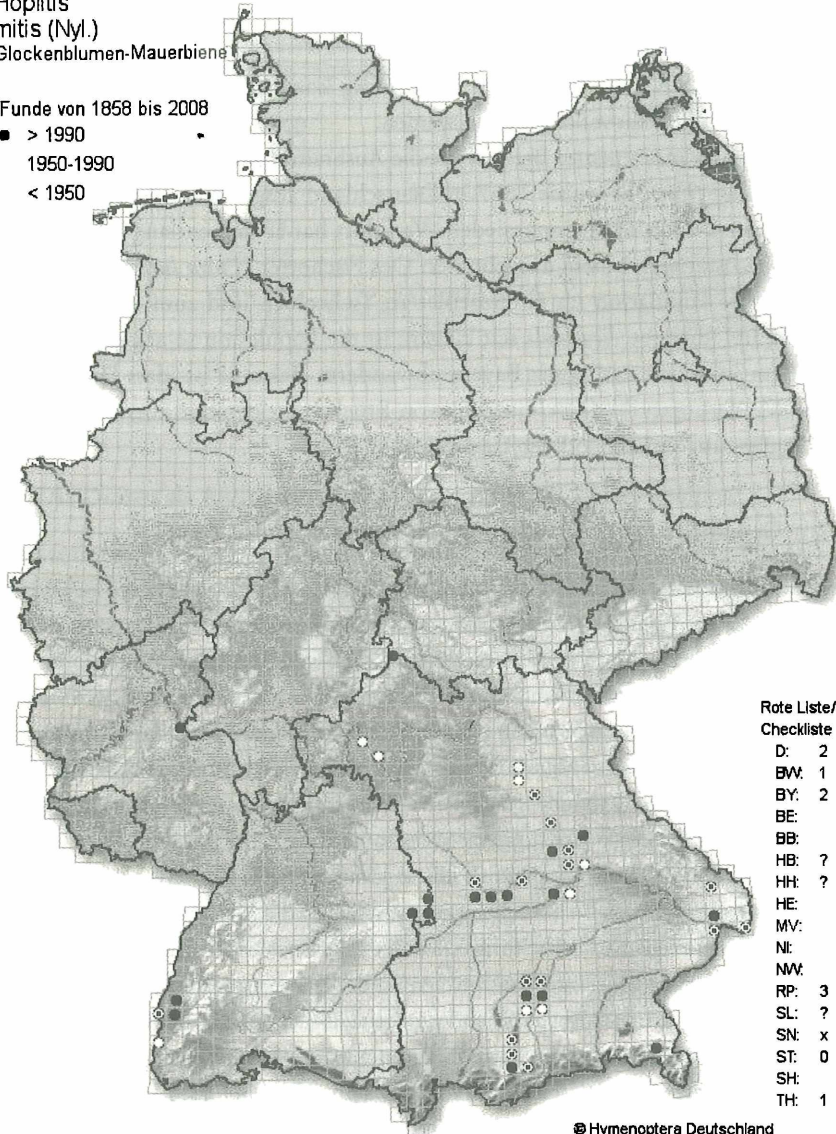 Hoplitis
mitis (Nyl.)
Glockenblumen-Mauerbiene
Funde von 1858 bis 2008
> 1990
1950-1990
< 1950
Rote Liste/
Checkliste
D: 2
BW: 1
BY: 2
BE:
BB:
HB: ?
HH: ?
HE:
MV:
NI:
NW:
RP: 3
SL: ?
SN: x
ST: 0
SH:
TH: 1
© Hymenoptera Deutschland